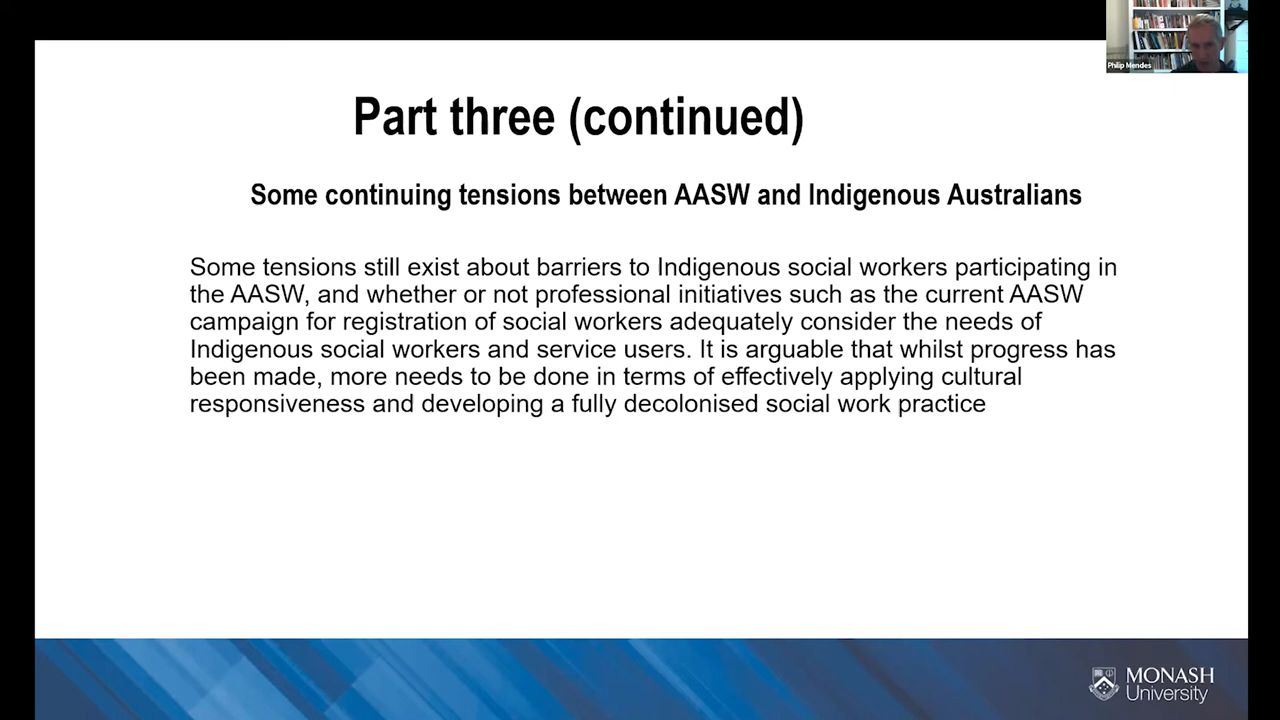 Philip Mendes
Part three (continued)
Some continuing tensions between AASW and Indigenous Australians
Some tensions still exist about barriers to Indigenous social workers participating in
the AASW, and whether or not professional initiatives such as the current AASW
campaign for registration of social workers adequately consider the needs of
Indigenous social workers and service users. It is arguable that whilst progress has
been made, more needs to be done in terms of effectively applying cultural
responsiveness and developing a fully decolonised social work practice
MONASH
University